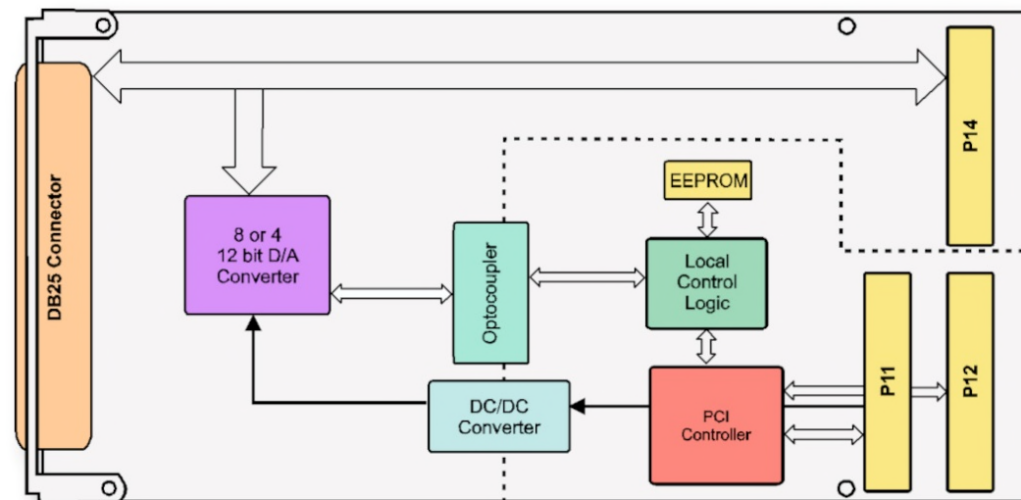 DB25 Connector
8 or 4
12 bit D/A
Converter
Optocoupler
DC/DC
Converter
EEPROM
Local
Control
Logic
PCI
Controller
P14
P11
P12